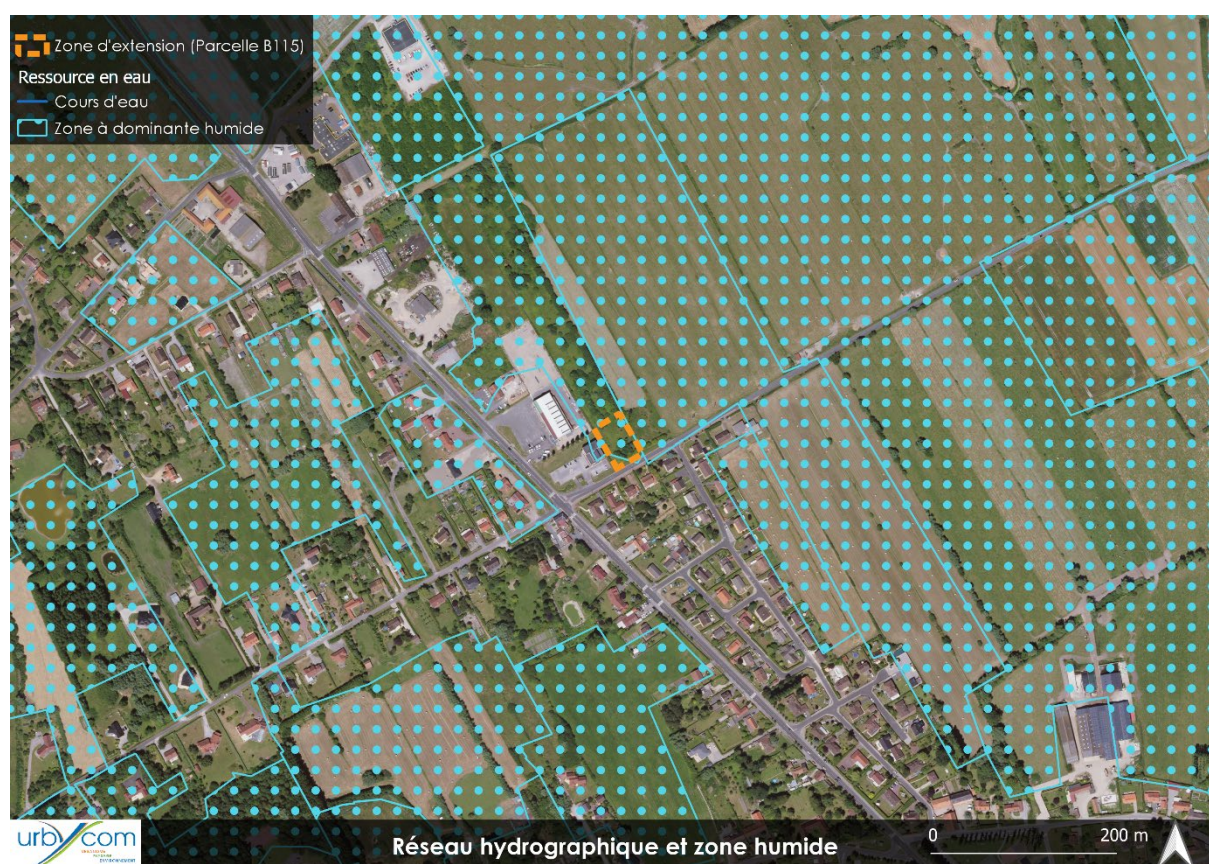 Zone d'extension (Parcelle B115)
Ressource en eau
Cours d'eau
Zone à dominante humide
urbycom
ENVIRONNEMENT
Réseau hydrographique et zone humide
0
200 m